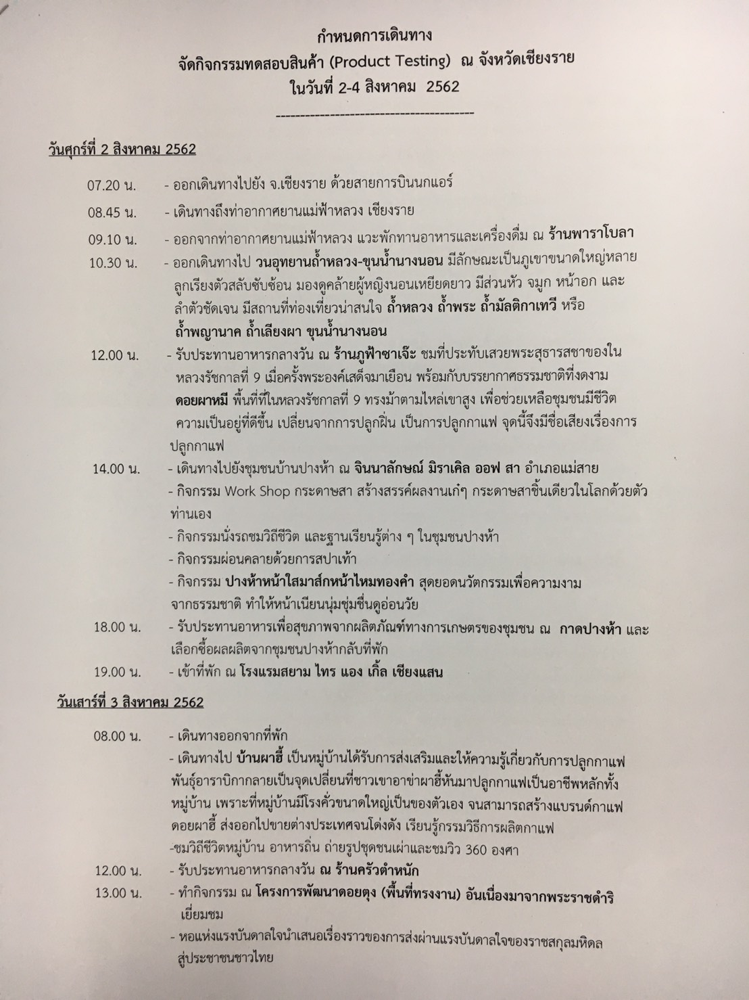 กำหนดการเดินทาง
จัดกิจกรรมทดสอบสินค้า (Product Testing) ณ จังหวัดเชียงราย
ในวันที่ 2-4 สิงหาคม 2562
----------------------------------------
วันศุกร์ที่ 2 สิงหาคม 2562
07.20 น. - ออกเดินทางไปยัง จ.เชียงราย ด้วยสายการบินนกแอร์
08.45 น. - เดินทางถึงท่าอากาศยานแม่ฟ้าหลวง เชียงราย
09.10 น. - ออกจากท่าอากาศยานแม่ฟ้าหลวง แวะพักทานอาหารและเครื่องดื่ม ณ ร้านพาราโบลา
10.30 น. - ออกเดินทางไป วนอุทยานถ้ำหลวง-ขุนน้ำนางนอน มีลักษณะเป็นภูเขาขนาดใหญ่หลาย
ลูกเรียงตัวสลับซับซ้อน มองดูคล้ายผู้หญิงนอนเหยียดยาว มีส่วนหัว จมูก หน้าอก และ
ลำตัวชัดเจน มีสถานที่ท่องเที่ยวน่าสนใจ ถ้ำหลวง ถ้ำพระ ถ้ำมัลติกาเทวี หรือ
ถ้ำพญานาค ถ้ำเลียงผา ขุนน้ำนางนอน
12.00 น. - รับประทานอาหารกลางวัน ณ ร้านภูฟ้าซาเจ๊ะ ชมที่ประทับเสวยพระสุธารสชาของใน
หลวงรัชกาลที่ 9 เมื่อครั้งพระองค์เสด็จมาเยือน พร้อมกับบรรยากาศธรรมชาติที่งดงาม
ดอยผาหมี พื้นที่ที่ในหลวงรัชกาลที่ 9 ทรงม้าตามไหล่เขาสูง เพื่อช่วยเหลือชุมชนมีชีวิต
ความเป็นอยู่ที่ดีขึ้น เปลี่ยนจากการปลูกฝิ่น เป็นการปลูกกาแฟ จุดนี้จึงมีชื่อเสียงเรื่องการ
ปลูกกาแฟ
14.00 น. - เดินทางไปยังชุมชนบ้านปางห้า ณ จินนาลักษณ์ มิราเคิล ออฟ สา อำเภอแม่สาย
- กิจกรรม Work Shop กระดาษสา สร้างสรรค์ผลงานเก๋ๆ กระดาษสาชิ้นเดียวในโลกด้วยตัว
ท่านเอง
- กิจกรรมนั่งรถชมวิถีชีวิต และฐานเรียนรู้ต่าง ๆ ในชุมชนปางห้า
- กิจกรรมผ่อนคลายด้วยการสปาเท้า
- กิจกรรม ปางห้าหน้าใสมาส์กหน้าไหมทองคำ สุดยอดนวัตกรรมเพื่อความงาม
จากธรรมชาติ ทำให้หน้าเนียนนุ่มชุ่มชื่นดูอ่อนวัย
18.00 น. - รับประทานอาหารเพื่อสุขภาพจากผลิตภัณฑ์ทางการเกษตรของชุมชน ณ กาดปางห้า และ
เลือกซื้อผลผลิตจากชุมชนปางห้ากลับที่พัก
19.00 น. - เข้าที่พัก ณ โรงแรมสยาม ไทร แอง เกิ้ล เชียงแสน
วันเสาร์ที่ 3 สิงหาคม 2562
08.00 น. - เดินทางออกจากที่พัก
- เดินทางไป บ้านผาฮี้ เป็นหมู่บ้านได้รับการส่งเสริมและให้ความรู้เกี่ยวกับการปลูกกาแฟ
พันธุ์อาราบิกากลายเป็นจุดเปลี่ยนที่ชาวเขาอาข่าผาฮี้หันมาปลูกกาแฟเป็นอาชีพหลักทั้ง
หมู่บ้าน เพราะที่หมู่บ้านมีโรงคั่วขนาดใหญ่เป็นของตัวเอง จนสามารถสร้างแบรนด์กาแฟ
ดอยผาฮี้ ส่งออกไปขายต่างประเทศจนโด่งดัง เรียนรู้กรรมวิธีการผลิตกาแฟ
-ชมวิถีชีวิตหมู่บ้าน อาหารถิ่น ถ่ายรูปชุดชนเผ่าและชมวิว 360 องศา
12.00 น. - รับประทานอาหารกลางวัน ณ ร้านครัวตำหนัก
13.00 น. - ทำกิจกรรม ณ โครงการพัฒนาดอยตุง (พื้นที่ทรงงาน) อันเนื่องมาจากพระราชดำริ
เยี่ยมชม
- หอแห่งแรงบันดาลใจนำเสนอเรื่องราวของการส่งผ่านแรงบันดาลใจของราชสกุลมหิดล
สู่ประชาชนชาวไทย